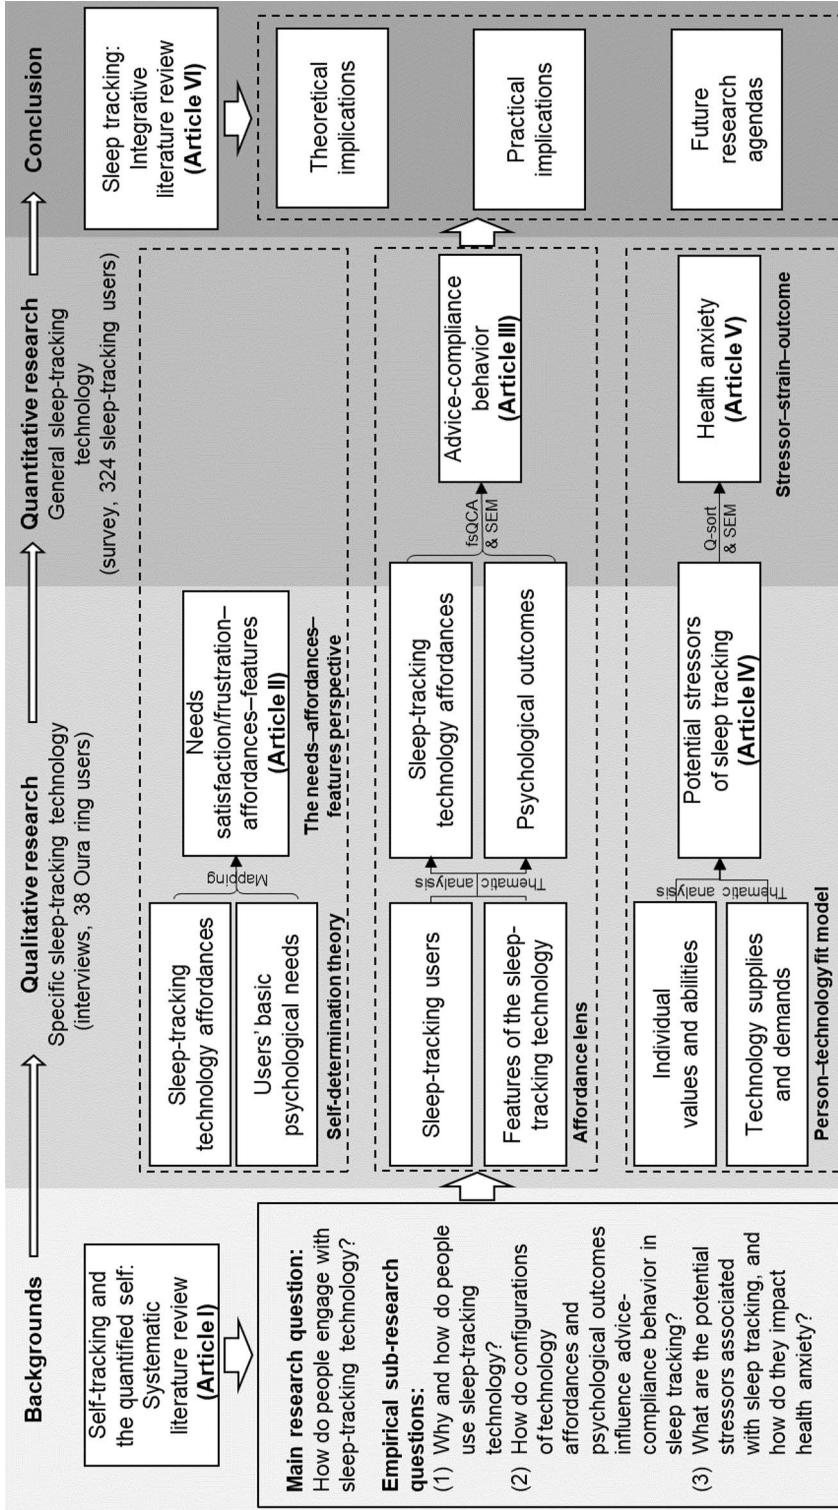 Backgrounds
Qualitative research
Specific sleep-tracking technology
(interviews, 38 Oura ring users)
Quantitative research
General sleep-tracking
technology
(survey, 324 sleep-tracking users)
Conclusion
Self-tracking and
the quantified self:
Systematic
literature review
(Article I)
Main research question:
How do people engage with
sleep-tracking technology?
Empirical sub-research
questions:
(1) Why and how do people
use sleep-tracking
technology?
(2) How do configurations
of technology
affordances and
psychological outcomes
influence advice-
compliance behavior in
sleep tracking?
(3) What are the potential
stressors associated
with sleep tracking, and
how do they impact
health anxiety?
Sleep-tracking
technology affordances
Users' basic
psychological needs
Self-determination theory
Mapping
Needs
satisfaction/frustration–
affordances–features
(Article II)
The needs–affordances–
features perspective
Sleep-tracking users
Features of the sleep-
tracking technology
Affordance lens
Thematic analysis
Sleep-tracking
technology affordances
Psychological outcomes
fsQCA
& SEM
Advice-compliance
behavior
(Article III)
Individual
values and abilities
Technology supplies
and demands
Person–technology fit model
Thematic analysis
Potential stressors
of sleep tracking
(Article IV)
Q-sort
& SEM
Health anxiety
(Article V)
Stressor–strain–outcome
Sleep tracking:
Integrative
literature review
(Article VI)
Theoretical
implications
Practical
implications
Future
research
agendas